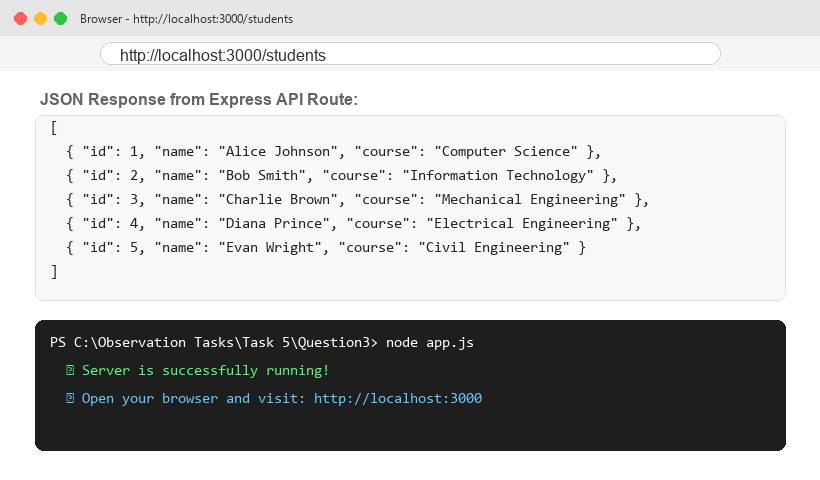 Browser - http://localhost:3000/students
http://localhost:3000/students
JSON Response from Express API Route:
[
  { "id": 1, "name": "Alice Johnson", "course": "Computer Science" },
  { "id": 2, "name": "Bob Smith", "course": "Information Technology" },
  { "id": 3, "name": "Charlie Brown", "course": "Mechanical Engineering" },
  { "id": 4, "name": "Diana Prince", "course": "Electrical Engineering" },
  { "id": 5, "name": "Evan Wright", "course": "Civil Engineering" }
]
PS C:\Observation Tasks\Task 5\Question3> node app.js
Server is successfully running!
Open your browser and visit: http://localhost:3000